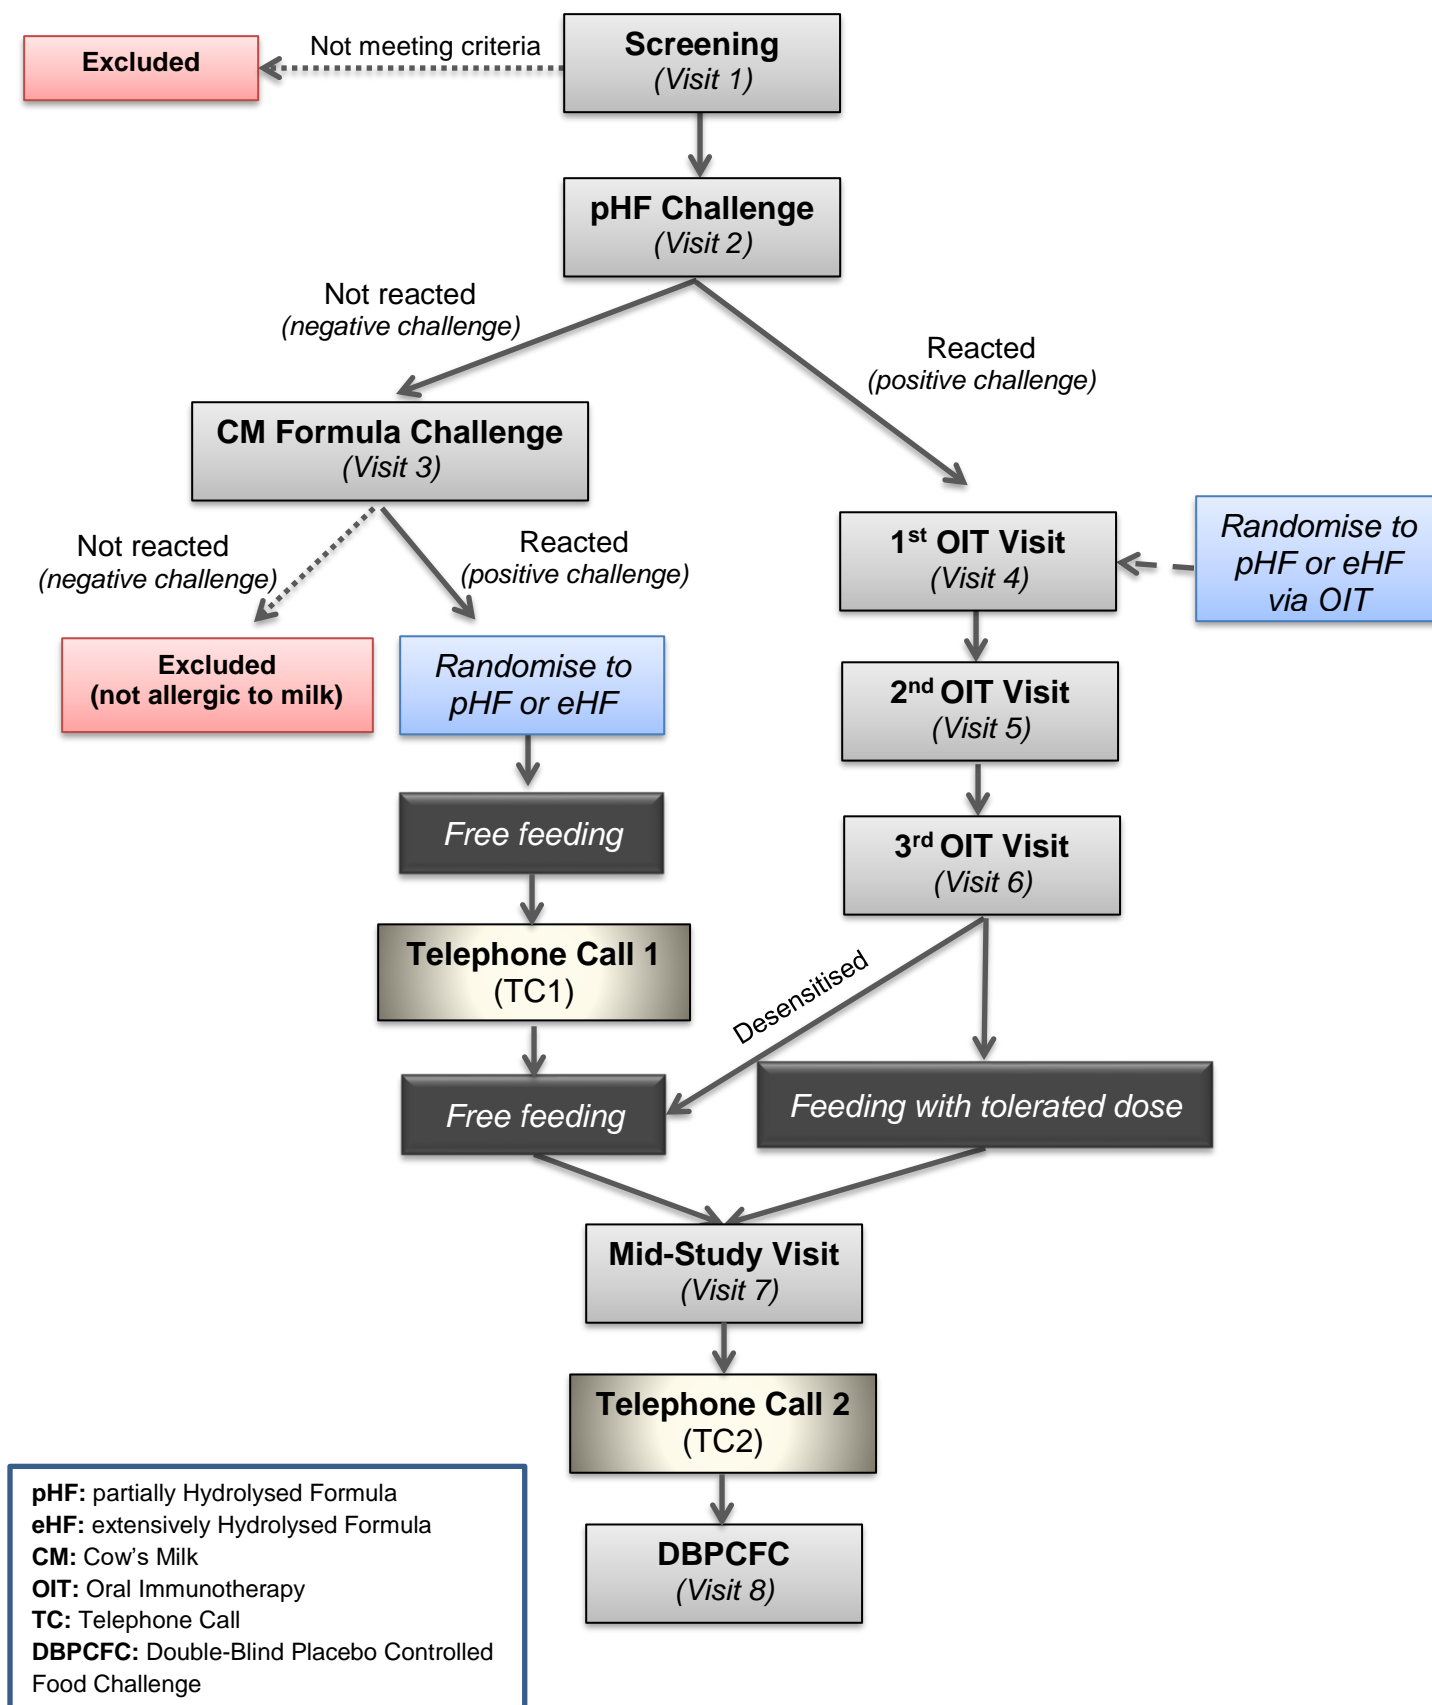 Excluded
Not meeting criteria
Screening
(Visit 1)
pHF Challenge
(Visit 2)
Not reacted
(negative challenge)
Reacted
(positive challenge)
CM Formula Challenge
(Visit 3)
Not reacted
(negative challenge)
Reacted
(positive challenge)
1st OIT Visit
(Visit 4)
Randomise to
pHF or eHF
via OIT
Excluded
(not allergic to milk)
Randomise to
pHF or eHF
2nd OIT Visit
(Visit 5)
Free feeding
3rd OIT Visit
(Visit 6)
Telephone Call 1
(TC1)
Desensitised
Free feeding
Feeding with tolerated dose
Mid-Study Visit
(Visit 7)
Telephone Call 2
(TC2)
DBPCFC
(Visit 8)
pHF: partially Hydrolysed Formula
eHF: extensively Hydrolysed Formula
CM: Cow's Milk
OIT: Oral Immunotherapy
TC: Telephone Call
DBPCFC: Double-Blind Placebo Controlled
Food Challenge